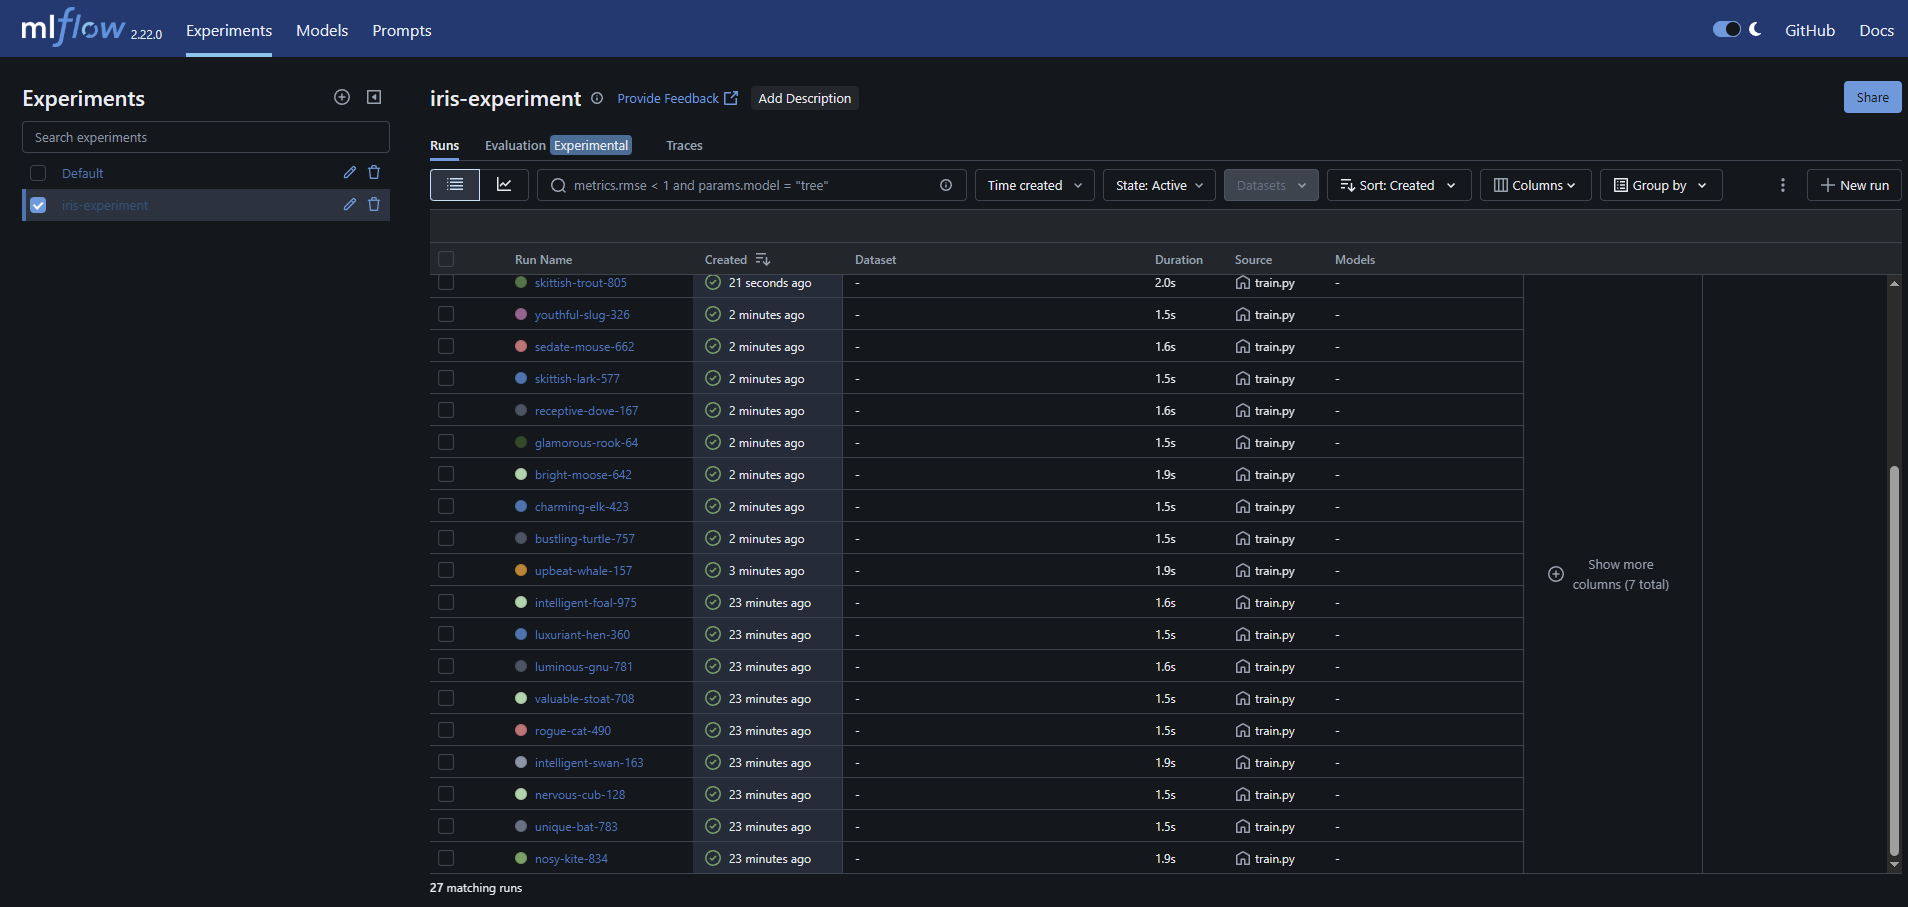 mlflow 2.22.0 Experiments Models Prompts GitHub Docs
Experiments
Search experiments
Default
iris-experiment
iris-experiment Provide Feedback Add Description Share
Runs Evaluation Experimental Traces
metrics.rmse < 1 and params.model = "tree" Time created State: Active Datasets Sort: Created Columns Group by New run
Run Name Created Dataset Duration Source Models
skittish-trout-805 21 seconds ago - 2.0s train.py -
youthful-slug-326 2 minutes ago - 1.5s train.py -
sedate-mouse-662 2 minutes ago - 1.6s train.py -
skittish-lark-577 2 minutes ago - 1.5s train.py -
receptive-dove-167 2 minutes ago - 1.6s train.py -
glamorous-rook-64 2 minutes ago - 1.5s train.py -
bright-moose-642 2 minutes ago - 1.9s train.py -
charming-elk-423 2 minutes ago - 1.5s train.py -
bustling-turtle-757 2 minutes ago - 1.5s train.py -
upbeat-whale-157 3 minutes ago - 1.9s train.py -
intelligent-foal-975 23 minutes ago - 1.6s train.py -
luxuriant-hen-360 23 minutes ago - 1.5s train.py -
luminous-gnu-781 23 minutes ago - 1.6s train.py -
valuable-stoat-708 23 minutes ago - 1.5s train.py -
rogue-cat-490 23 minutes ago - 1.5s train.py -
intelligent-swan-163 23 minutes ago - 1.9s train.py -
nervous-cub-128 23 minutes ago - 1.5s train.py -
unique-bat-783 23 minutes ago - 1.5s train.py -
nosy-kite-834 23 minutes ago - 1.9s train.py -
Show more
columns (7 total)
27 matching runs